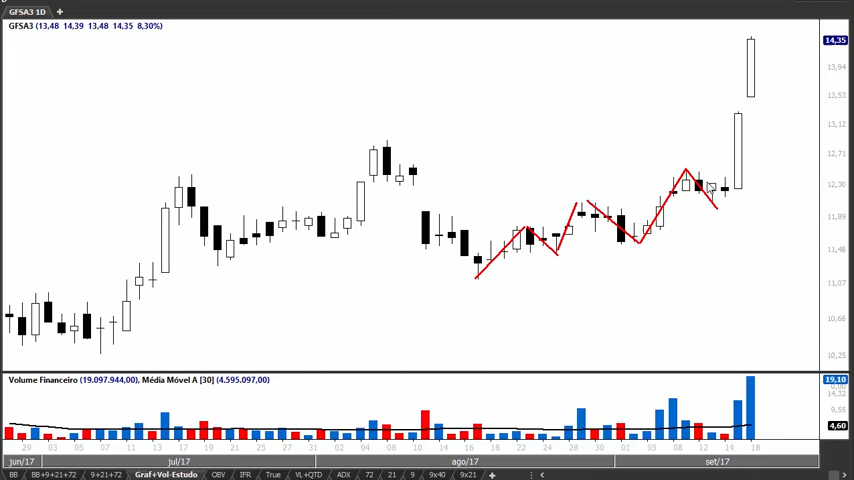 GFSA3 1D
GFSA3 (13,48 14,39 13,48 14,35 8,30%)
14,35
13,94
13,53
13,12
12,71
12,30
11,89
11,48
11,07
10,66
10,25
Volume Financeiro (19.097.944,00), Média Móvel A [30] (4.595.097,00)
19,10
14,32
9,55
4,60
29 03 05 07 11 13 17 19 21 25 27 31 02 04 08 10 14 16 18 22 24 28 30 01 05 08 12 14 18
jun/17 jul/17 ago/17 set/17
BB BB+9+21+72 9+21+72 Graf+Vol-Estudo OBV IFR True VL+QTD ADX 72 21 9 9x40 9x21